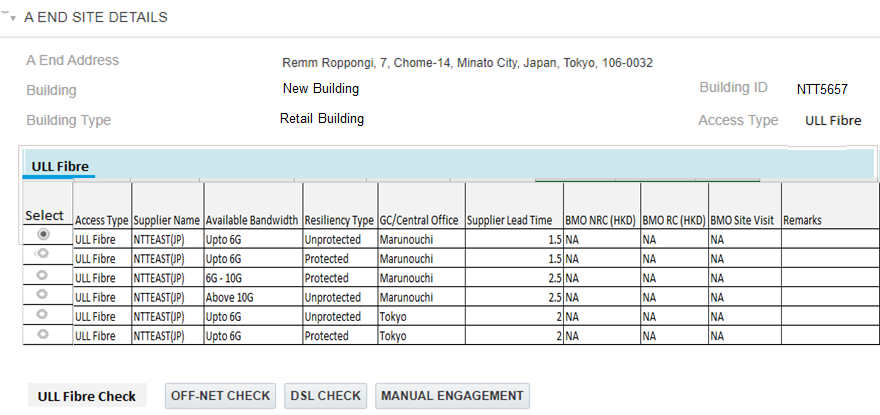 A END SITE DETAILS
A End Address Remm Roppongi, 7, Chome-14, Minato City, Japan, Tokyo, 106-0032
Building New Building Building ID NTT5657
Building Type Retail Building Access Type ULL Fibre
ULL Fibre
Select Access Type Supplier Name Available Bandwidth Resiliency Type GC/Central Office Supplier Lead Time BMO NRC (HKD) BMO RC (HKD) BMO Site Visit Remarks
ULL Fibre NTTEAST(JP) Upto 6G Unprotected Marunouchi 1.5 NA NA NA
ULL Fibre NTTEAST(JP) Upto 6G Protected Marunouchi 1.5 NA NA NA
ULL Fibre NTTEAST(JP) 6G - 10G Protected Marunouchi 2.5 NA NA NA
ULL Fibre NTTEAST(JP) Above 10G Unprotected Marunouchi 2.5 NA NA NA
ULL Fibre NTTEAST(JP) Upto 6G Unprotected Tokyo 2 NA NA NA
ULL Fibre NTTEAST(JP) Upto 6G Protected Tokyo 2 NA NA NA
ULL Fibre Check OFF-NET CHECK DSL CHECK MANUAL ENGAGEMENT